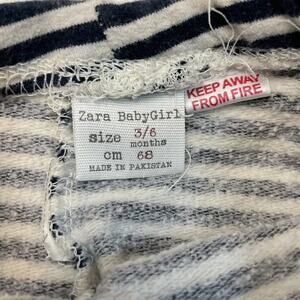 Zara BabyGirl
size 3/6
months
cm 68
MADE IN PAKISTAN
KEEP AWAY
FROM FIRE